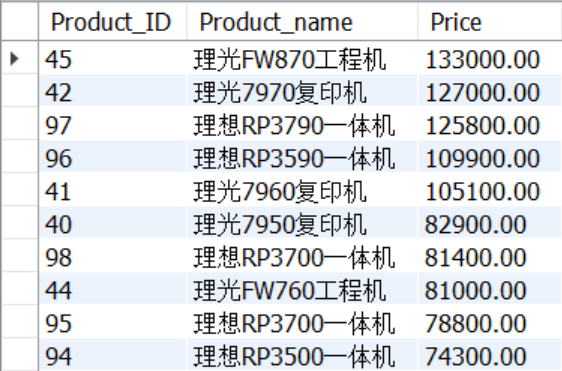 Product_ID Product_name Price
45 理光FW870工程机 133000.00
42 理光7970复印机 127000.00
97 理想RP3790一体机 125800.00
96 理想RP3590一体机 109900.00
41 理光7960复印机 105100.00
40 理光7950复印机 82900.00
98 理想RP3700一体机 81400.00
44 理光FW760工程机 81000.00
95 理想RP3700一体机 78800.00
94 理想RP3500一体机 74300.00